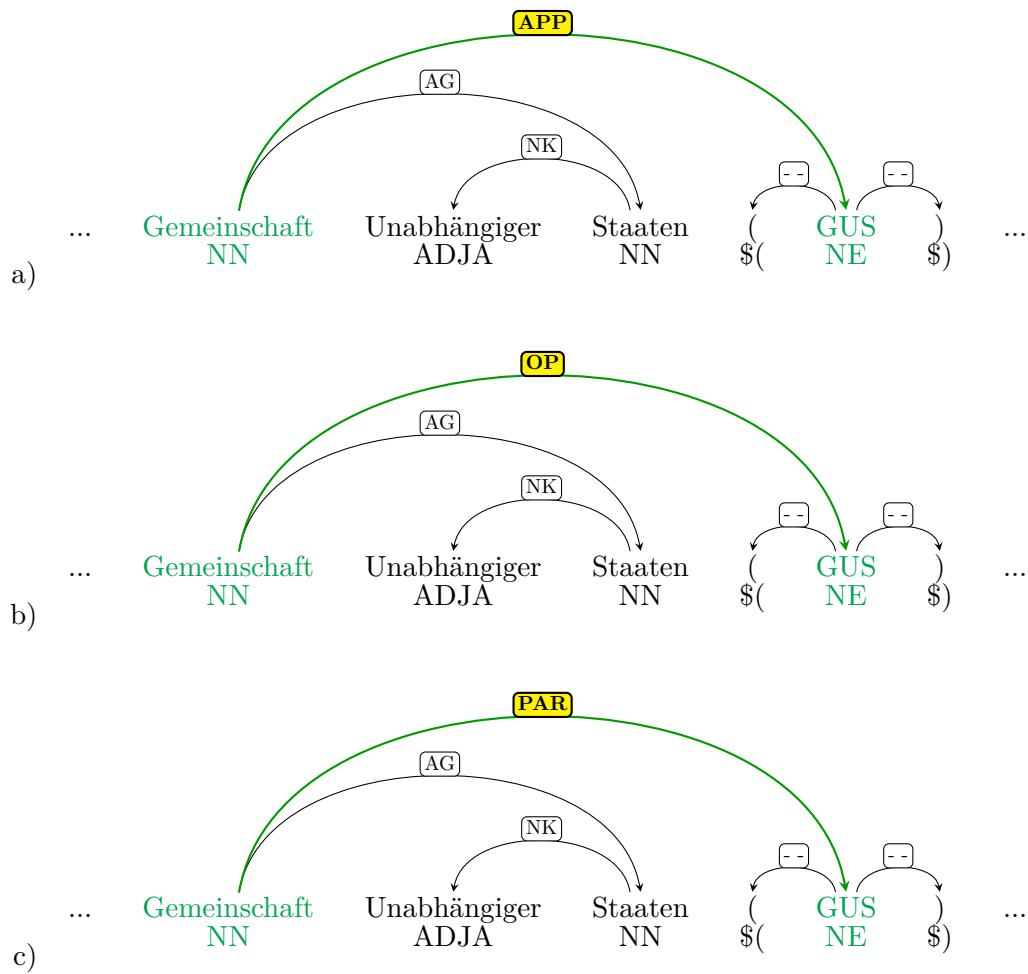 APP
AG
NK
-- --
... Gemeinschaft Unabhängiger Staaten ( GUS ) ...
NN ADJA NN $( NE $)
a)
OP
AG
NK
-- --
... Gemeinschaft Unabhängiger Staaten ( GUS ) ...
NN ADJA NN $( NE $)
b)
PAR
AG
NK
-- --
... Gemeinschaft Unabhängiger Staaten ( GUS ) ...
NN ADJA NN $( NE $)
c)